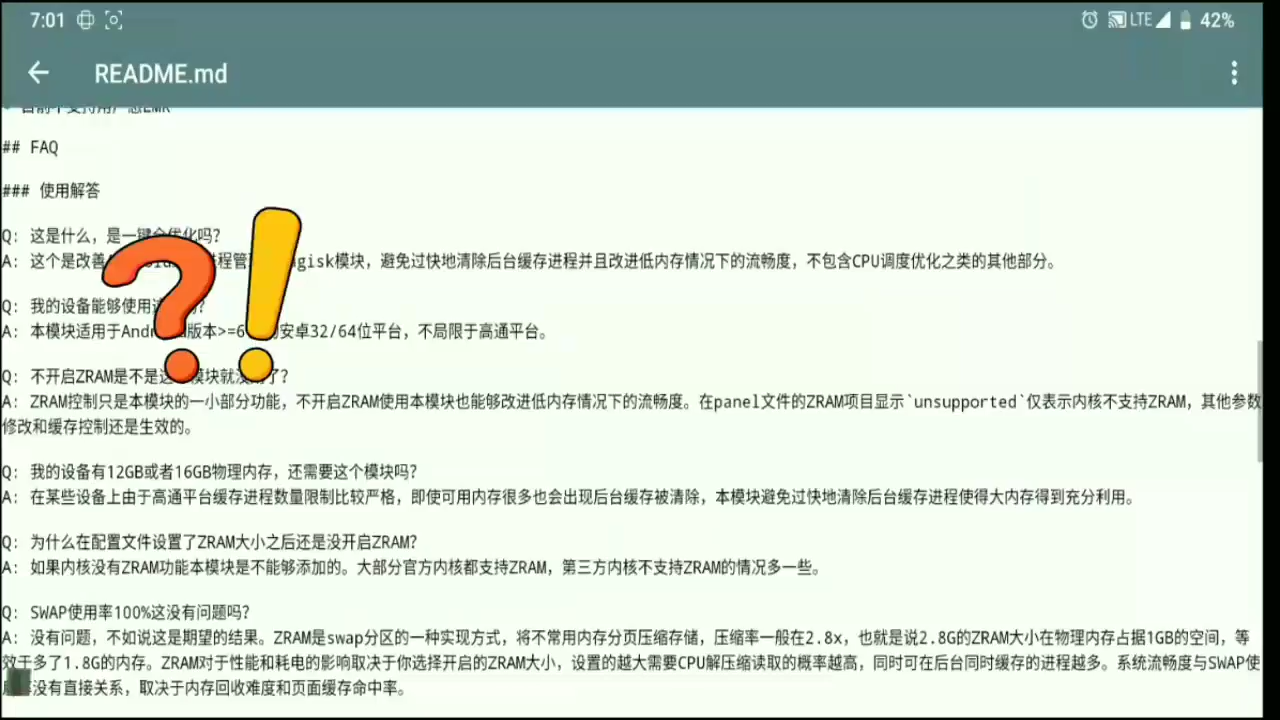 7:01
LTE 42%
README.md
## FAQ
### 使用解答
Q: 这是什么，是一键全优化吗?
A: 这个是改善 进程管 gisk模块，避免过快地清除后台缓存进程并且改进低内存情况下的流畅度，不包含CPU调度优化之类的其他部分。
Q: 我的设备能够使用 ?
A: 本模块适用于Andr 版本>=6 安卓32/64位平台，不局限于高通平台。
Q: 不开启ZRAM是不是这 模块就没 了?
A: ZRAM控制只是本模块的一小部分功能，不开启ZRAM使用本模块也能够改进低内存情况下的流畅度。在panel文件的ZRAM项目显示`unsupported`仅表示内核不支持ZRAM，其他参数
修改和缓存控制还是生效的。
Q: 我的设备有12GB或者16GB物理内存，还需要这个模块吗?
A: 在某些设备上由于高通平台缓存进程数量限制比较严格，即使可用内存很多也会出现后台缓存被清除，本模块避免过快地清除后台缓存进程使得大内存得到充分利用。
Q: 为什么在配置文件设置了ZRAM大小之后还是没开启ZRAM?
A: 如果内核没有ZRAM功能本模块是不能够添加的。大部分官方内核都支持ZRAM，第三方内核不支持ZRAM的情况多一些。
Q: SWAP使用率100%这没有问题吗?
A: 没有问题，不如说这是期望的结果。ZRAM是swap分区的一种实现方式，将不常用内存分页压缩存储，压缩率一般在2.8x，也就是说2.8G的ZRAM大小在物理内存占据1GB的空间，等
效于多了1.8G的内存。ZRAM对于性能和耗电的影响取决于你选择开启的ZRAM大小，设置的越大需要CPU解压缩读取的概率越高，同时可在后台同时缓存的进程越多。系统流畅度与SWAP使
没有直接关系，取决于内存回收难度和页面缓存命中率。